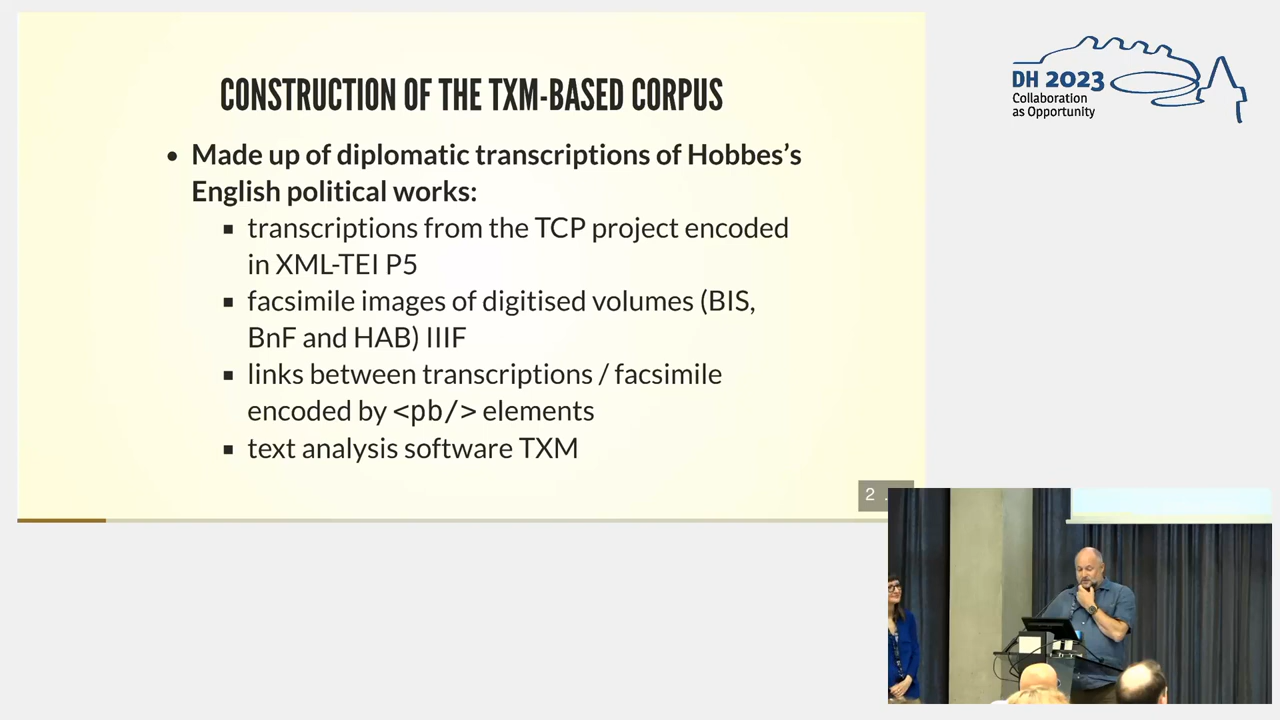 CONSTRUCTION OF THE TXM-BASED CORPUS
• Made up of diplomatic transcriptions of Hobbes's
English political works:
▪ transcriptions from the TCP project encoded
in XML-TEI P5
▪ facsimile images of digitised volumes (BIS,
BnF and HAB) IIIF
▪ links between transcriptions / facsimile
encoded by <pb/> elements
▪ text analysis software TXM
2 .
DH 2023
Collaboration
as Opportunity